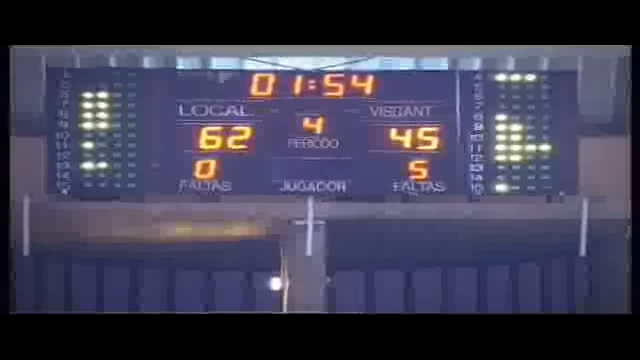 01:54
LOCAL 4 VISITANT
62 PERIODO 45
0 5
FALTAS JUGADOR FALTAS